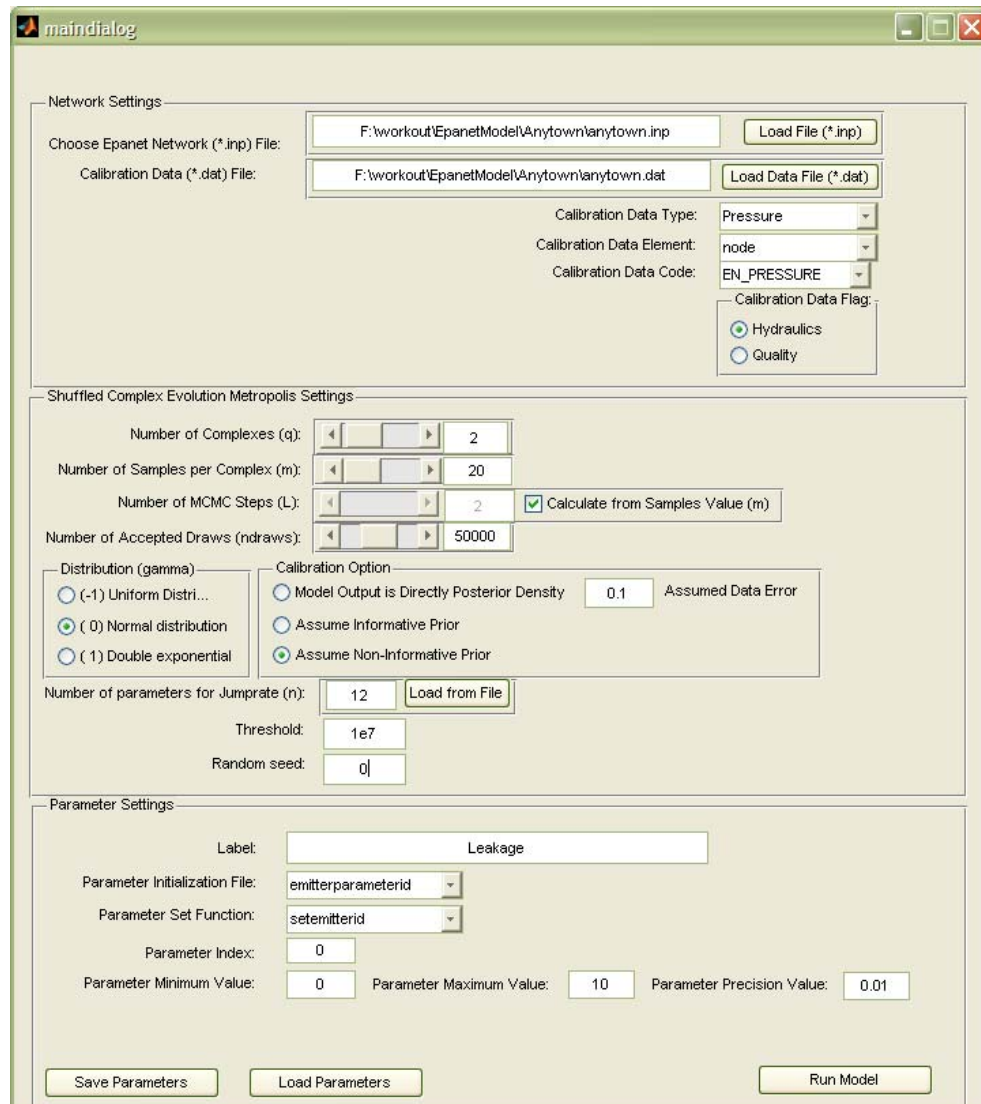 maindialog
Network Settings
Choose Epanet Network (*.inp) File: F:\workout\EpanetModel\Anytown\anytown.inp Load File (*.inp)
Calibration Data (*.dat) File: F:\workout\EpanetModel\Anytown\anytown.dat Load Data File (*.dat)
Calibration Data Type: Pressure
Calibration Data Element: node
Calibration Data Code: EN_PRESSURE
Calibration Data Flag:
Hydraulics
Quality
Shuffled Complex Evolution Metropolis Settings
Number of Complexes (q): 2
Number of Samples per Complex (m): 20
Number of MCMC Steps (L): 2 Calculate from Samples Value (m)
Number of Accepted Draws (ndraws): 50000
Distribution (gamma)
(-1) Uniform Distri...
( 0) Normal distribution
( 1) Double exponential
Calibration Option
Model Output is Directly Posterior Density 0.1 Assumed Data Error
Assume Informative Prior
Assume Non-Informative Prior
Number of parameters for Jumprate (n): 12 Load from File
Threshold: 1e7
Random seed: 0
Parameter Settings
Label: Leakage
Parameter Initialization File: emitterparameterid
Parameter Set Function: setemitterid
Parameter Index: 0
Parameter Minimum Value: 0 Parameter Maximum Value: 10 Parameter Precision Value: 0.01
Save Parameters Load Parameters Run Model